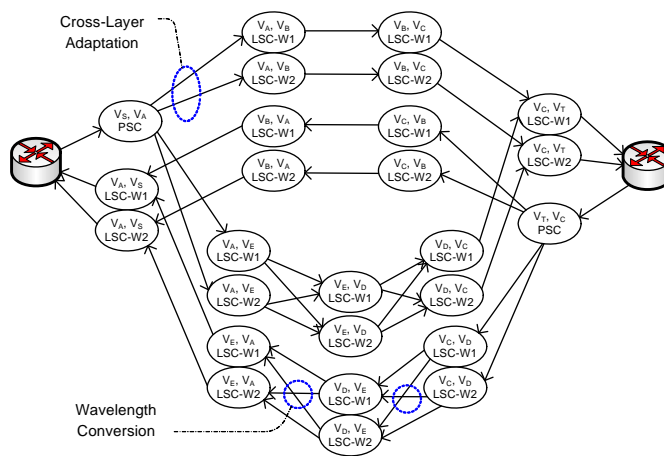 Cross-Layer
Adaptation
VA, VB
LSC-W1
VB, VC
LSC-W1
VA, VB
LSC-W2
VB, VC
LSC-W2
VS, VA
PSC
VC, VT
LSC-W1
VB, VA
LSC-W1
VC, VB
LSC-W1
VC, VT
LSC-W2
VB, VA
LSC-W2
VC, VB
LSC-W2
VA, VS
LSC-W1
VA, VS
LSC-W2
VT, VC
PSC
VA, VE
LSC-W1
VD, VC
LSC-W1
VE, VD
LSC-W1
VA, VE
LSC-W2
VD, VC
LSC-W2
VE, VD
LSC-W2
VE, VA
LSC-W1
VC, VD
LSC-W1
VE, VA
LSC-W2
VD, VE
LSC-W1
VC, VD
LSC-W2
VD, VE
LSC-W2
Wavelength
Conversion